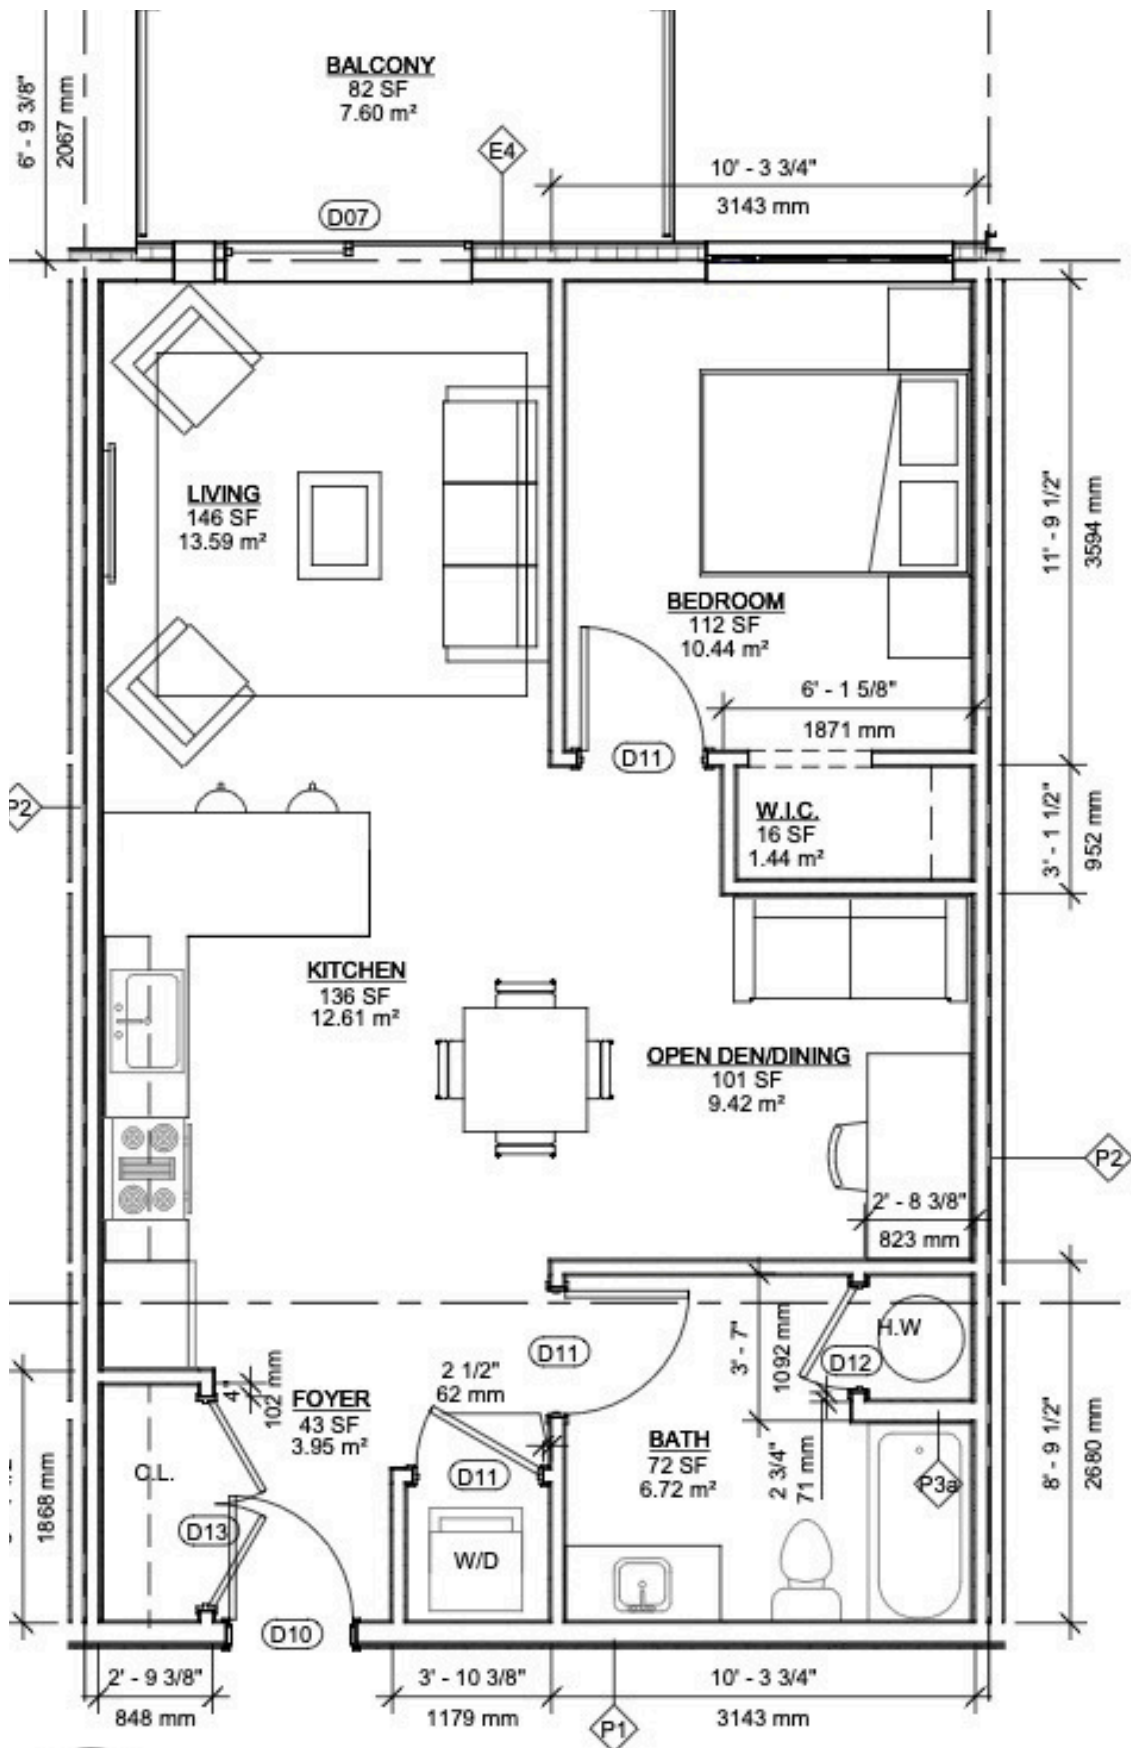 BALCONY
82 SF
7.60 m²
6' - 9 3/8"
2067 mm
E4
10' - 3 3/4"
3143 mm
D07
LIVING
146 SF
13.59 m²
BEDROOM
112 SF
10.44 m²
11' - 9 1/2"
3594 mm
6' - 1 5/8"
1871 mm
D11
P2
W.I.C.
16 SF
1.44 m²
3' - 1 1/2"
952 mm
KITCHEN
136 SF
12.61 m²
OPEN DEN/DINING
101 SF
9.42 m²
P2
2' - 8 3/8"
823 mm
H.W
D11
3' - 7"
1092 mm
D12
2 1/2"
62 mm
4"
102 mm
FOYER
43 SF
3.95 m²
C.L.
1868 mm
D11
BATH
72 SF
6.72 m²
2 3/4"
71 mm
P3a
8' - 9 1/2"
2680 mm
D13
W/D
D10
2' - 9 3/8"
848 mm
3' - 10 3/8"
1179 mm
10' - 3 3/4"
3143 mm
P1